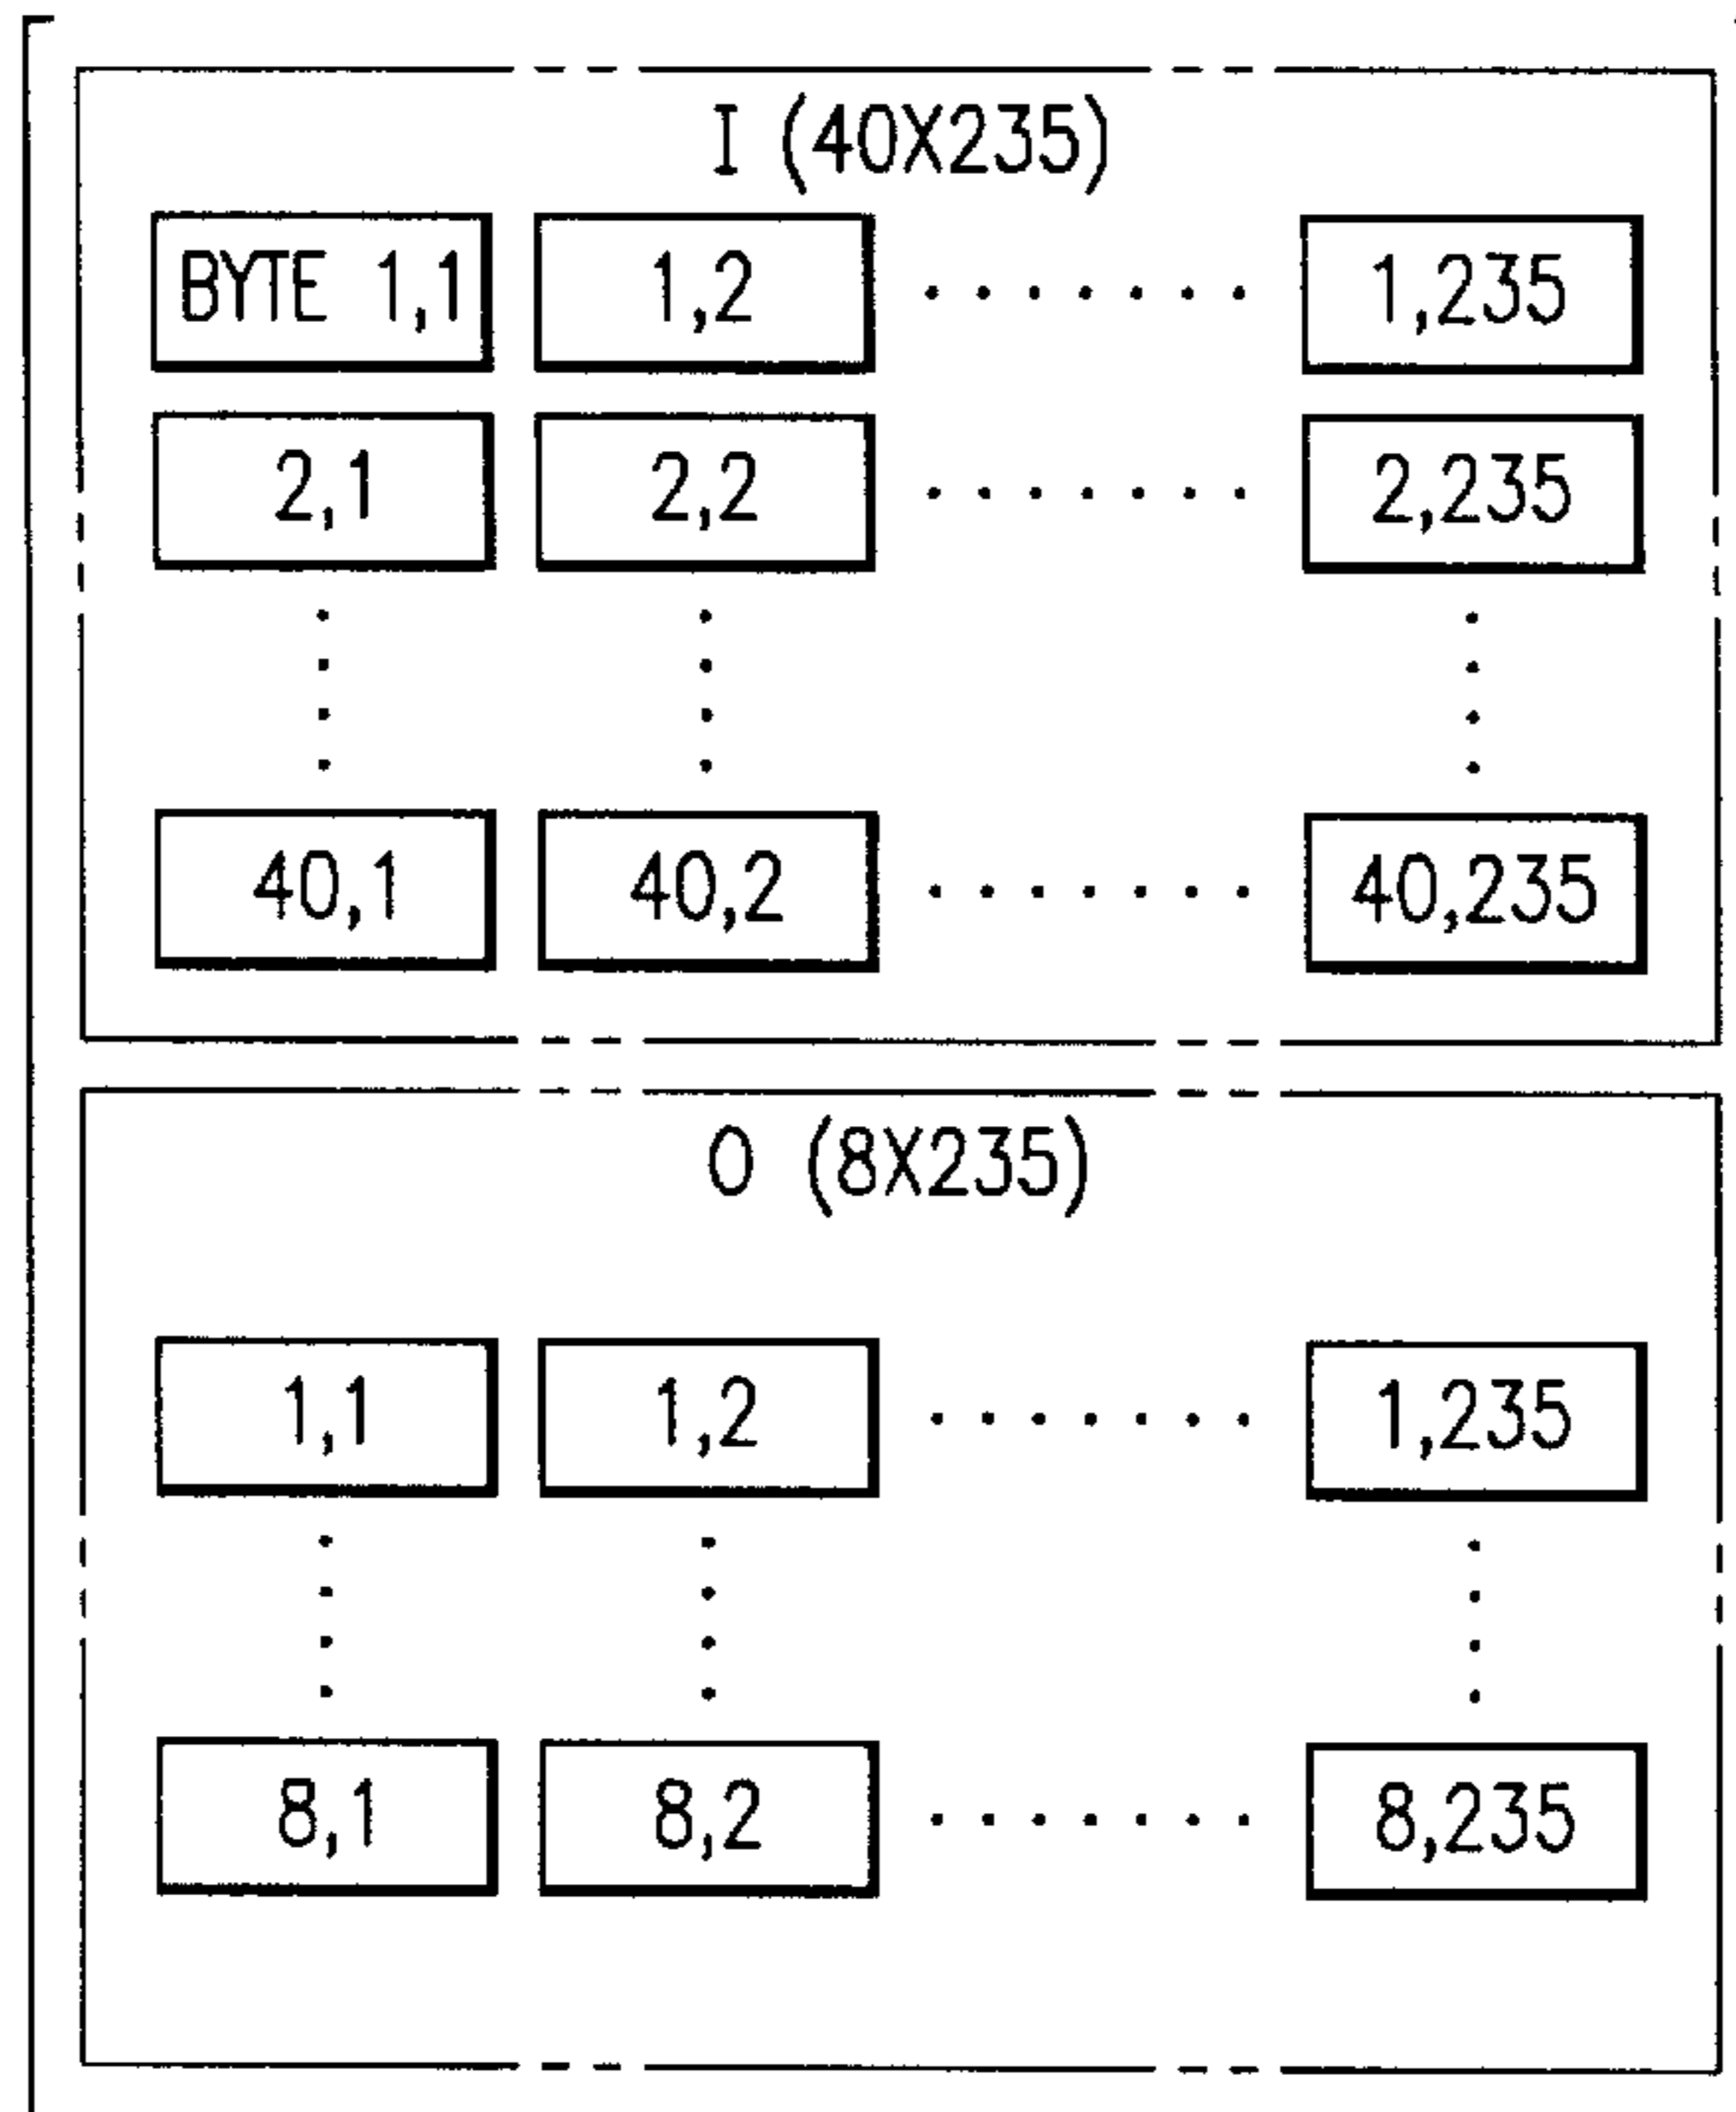 I (40X235)
BYTE 1,1 1,2 ....... 1,235
2,1 2,2 ....... 2,235
40,1 40,2 ....... 40,235
O (8X235)
1,1 1,2 ....... 1,235
8,1 8,2 ....... 8,235